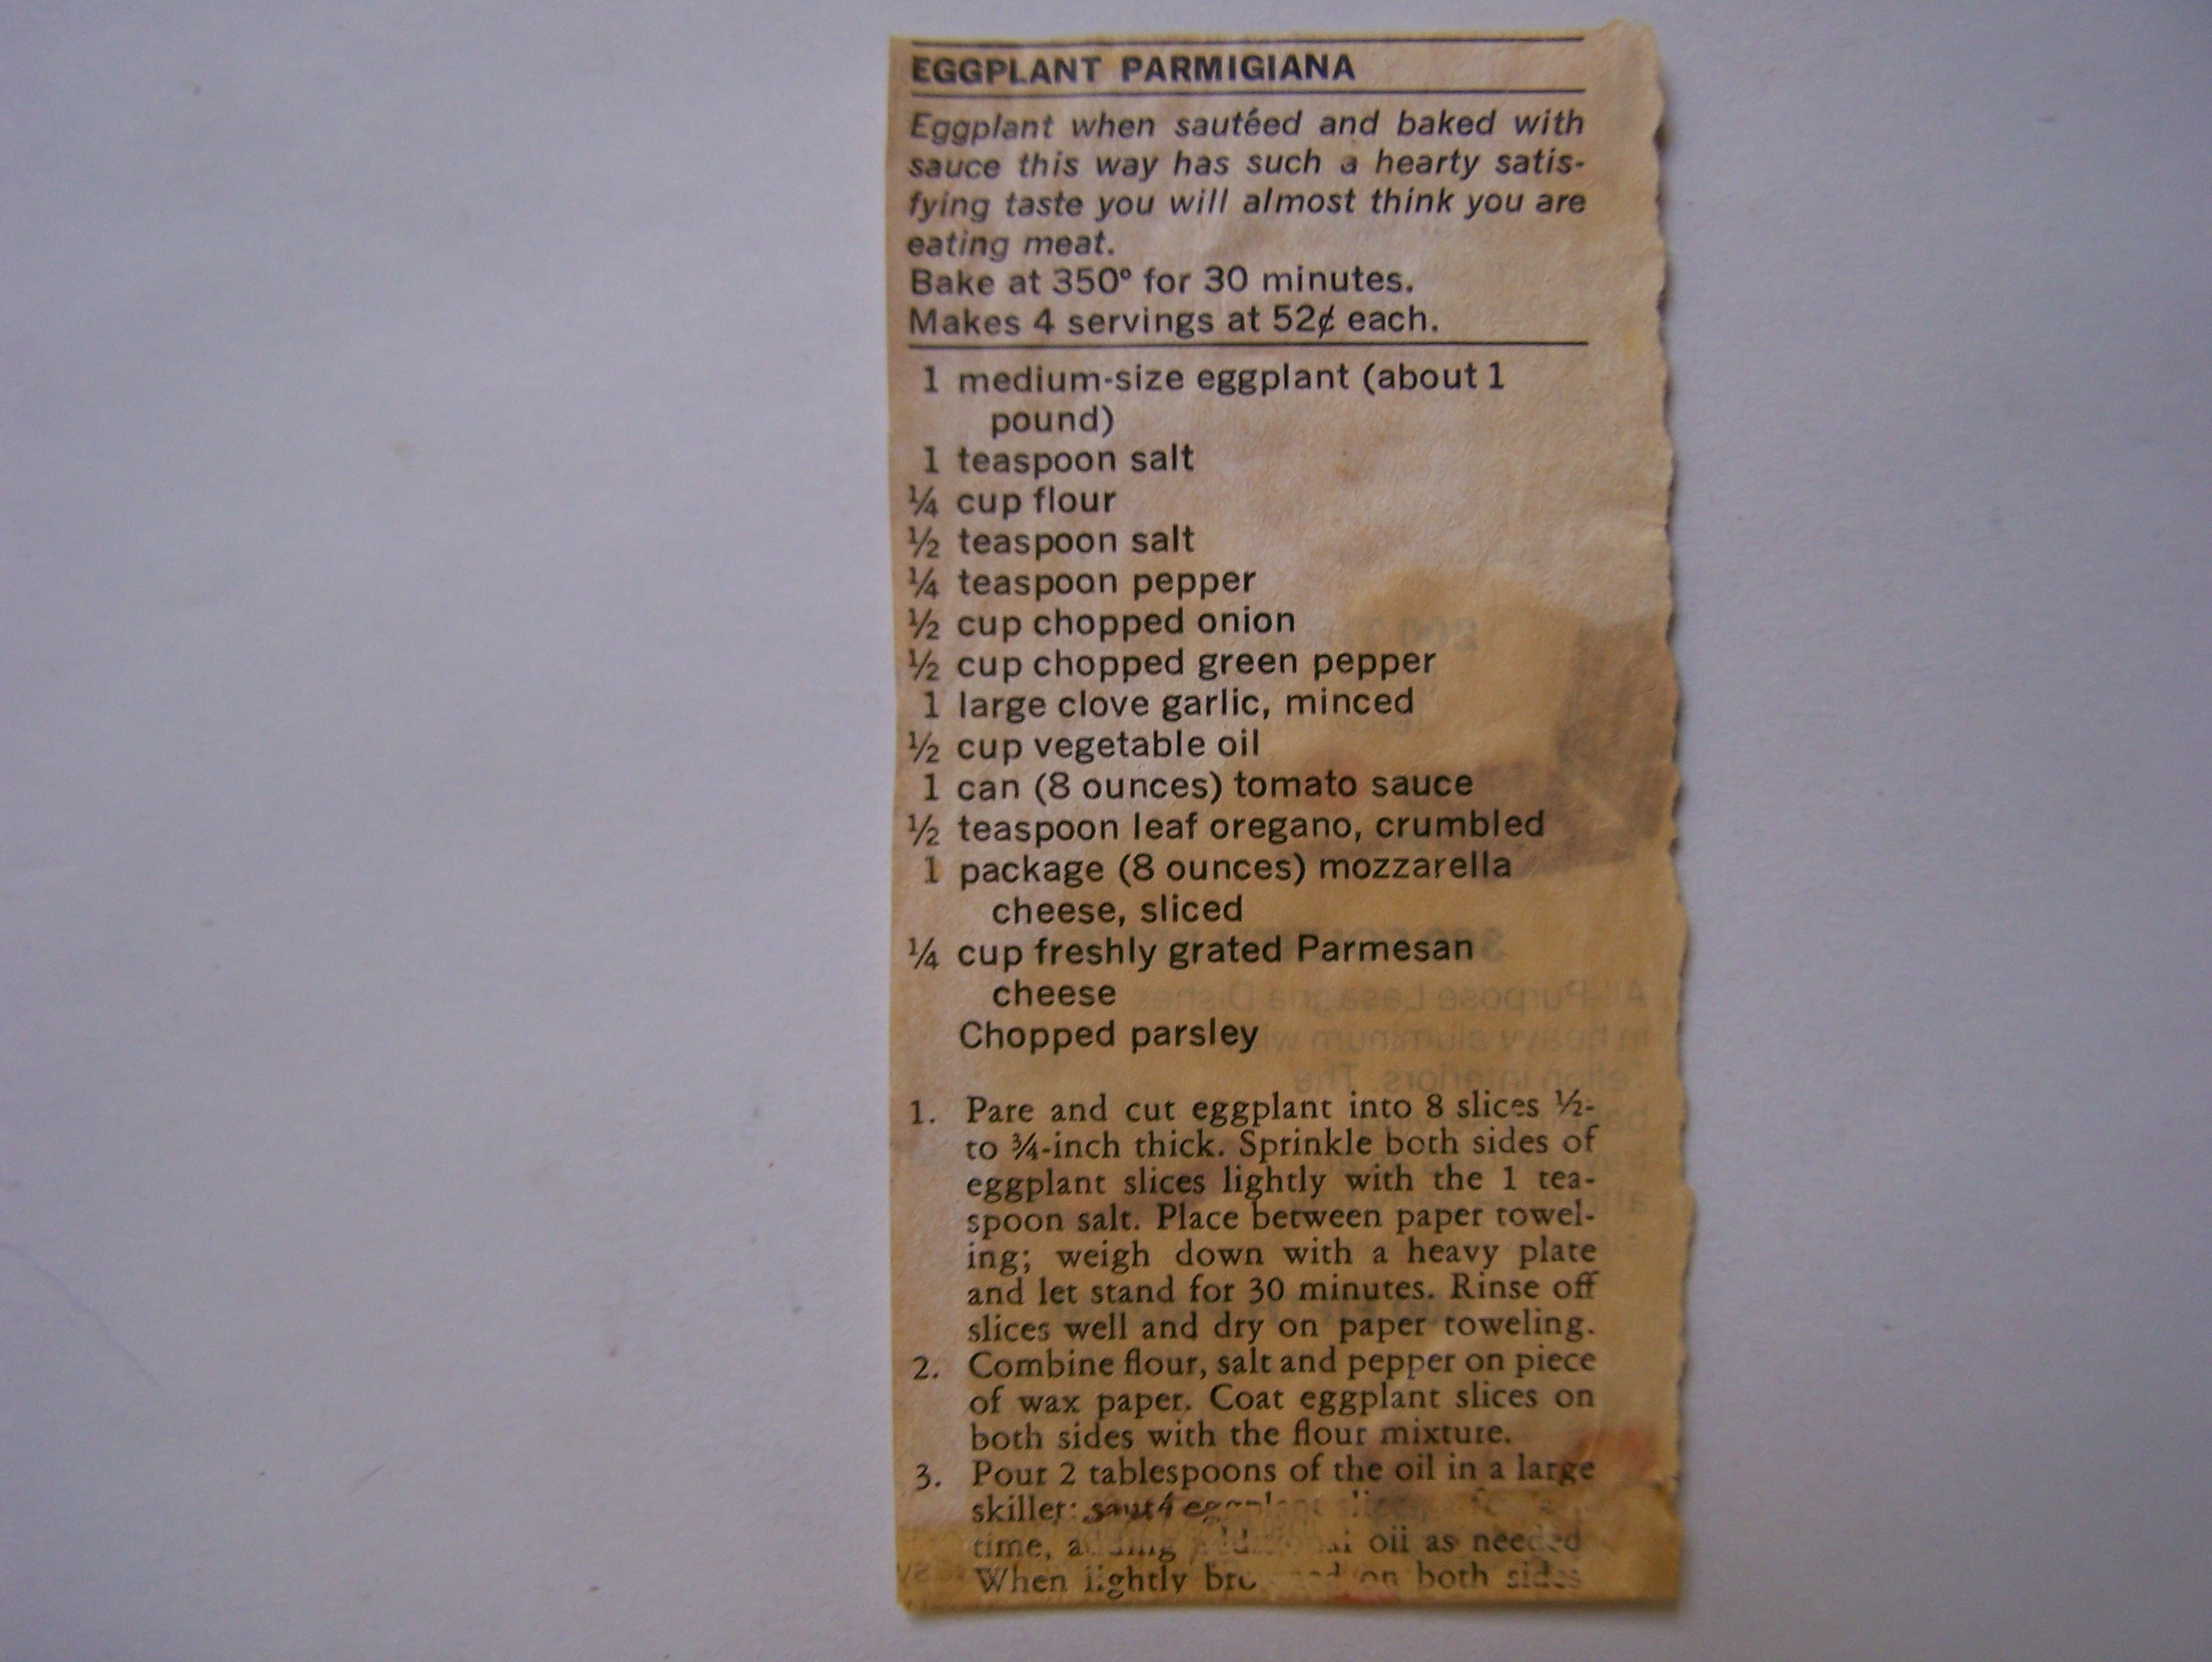 EGGPLANT PARMIGIANA
Eggplant when sautéed and baked with
sauce this way has such a hearty satis-
fying taste you will almost think you are
eating meat.
Bake at 350° for 30 minutes.
Makes 4 servings at 52¢ each.
1 medium-size eggplant (about 1
pound)
1 teaspoon salt
¼ cup flour
½ teaspoon salt
¼ teaspoon pepper
½ cup chopped onion
½ cup chopped green pepper
1 large clove garlic, minced
½ cup vegetable oil
1 can (8 ounces) tomato sauce
½ teaspoon leaf oregano, crumbled
1 package (8 ounces) mozzarella
cheese, sliced
¼ cup freshly grated Parmesan
cheese
Chopped parsley
1. Pare and cut eggplant into 8 slices ½-
to ¾-inch thick. Sprinkle both sides of
eggplant slices lightly with the 1 tea-
spoon salt. Place between paper towel-
ing; weigh down with a heavy plate
and let stand for 30 minutes. Rinse off
slices well and dry on paper toweling.
2. Combine flour, salt and pepper on piece
of wax paper. Coat eggplant slices on
both sides with the flour mixture.
3. Pour 2 tablespoons of the oil in a large
skillet; sauté eggplant
time, adding oil as needed
When lightly browned on both sides